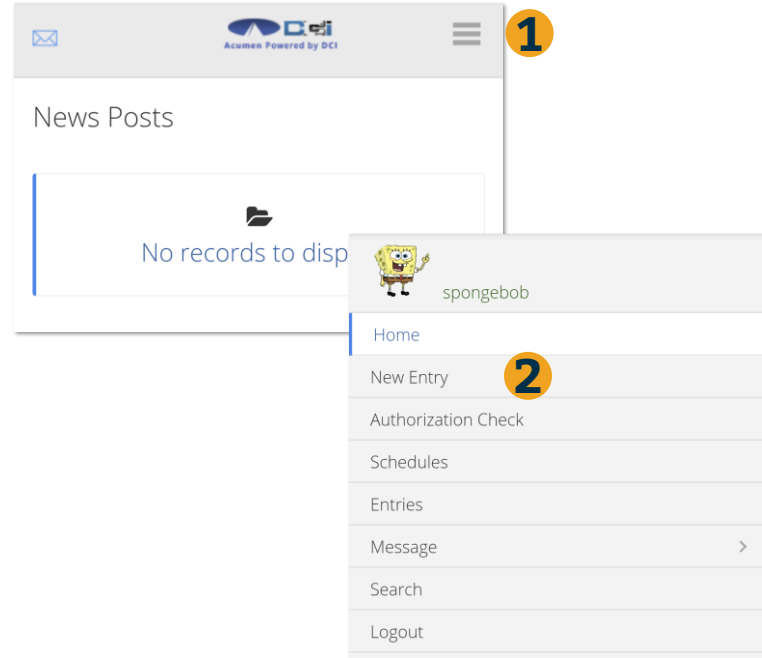 Acumen Powered by DCI
1
News Posts
No records to disp
spongebob
Home
New Entry
2
Authorization Check
Schedules
Entries
Message
Search
Logout